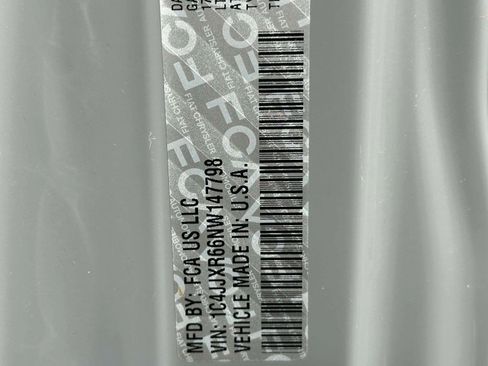 MFD BY: FCA US LLC
VIN: 1C4JJXR66NW147798
VEHICLE MADE IN: U.S.A.